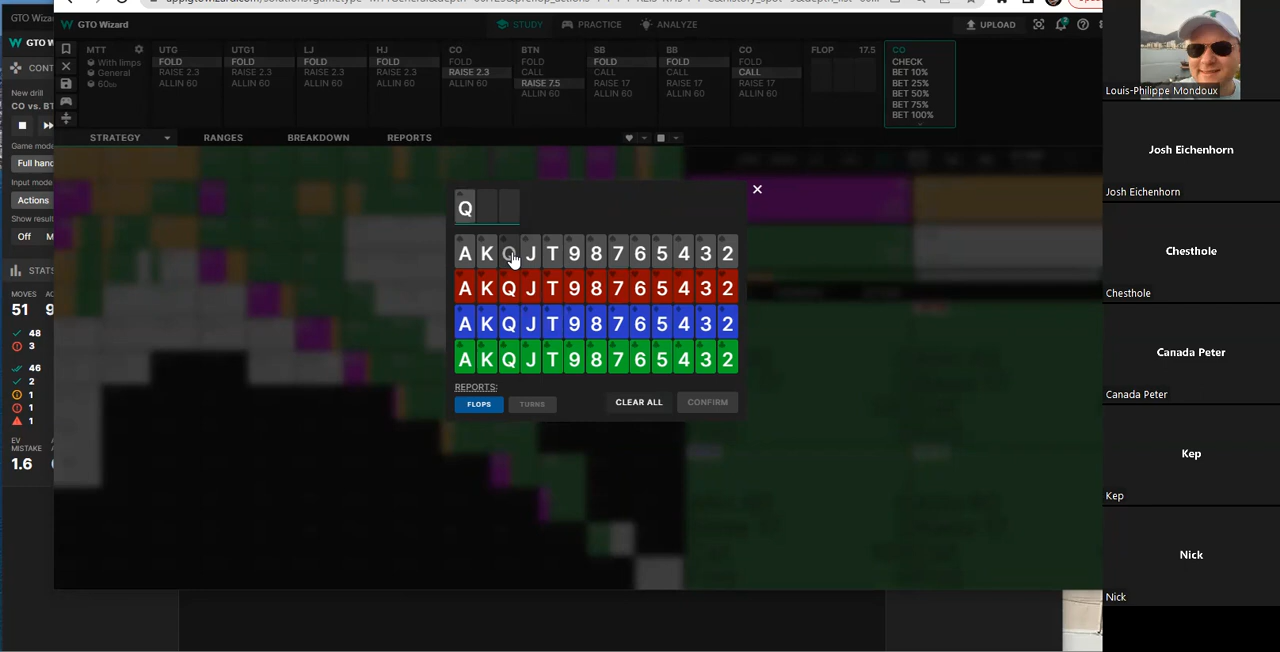 GTO Wiza
GTO Wizard
STUDY
PRACTICE
ANALYZE
UPLOAD
GTO W
CONT
New drill
CO vs. BT
Game mode
Full hand
Input mode
Actions
Show result
Off M
STATS
MOVES
51 9
48
3
46
2
1
1
1
EV
MISTAKE
1.6
MTT
With limps
General
60bb
UTG
FOLD
RAISE 2.3
ALLIN 60
UTG1
FOLD
RAISE 2.3
ALLIN 60
LJ
FOLD
RAISE 2.3
ALLIN 60
HJ
FOLD
RAISE 2.3
ALLIN 60
CO
FOLD
RAISE 2.3
ALLIN 60
BTN
FOLD
CALL
RAISE 7.5
ALLIN 60
SB
FOLD
CALL
RAISE 17
ALLIN 60
BB
FOLD
CALL
RAISE 17
ALLIN 60
CO
FOLD
CALL
RAISE 17
ALLIN 60
FLOP 17.5
CO
CHECK
BET 10%
BET 25%
BET 50%
BET 75%
BET 100%
STRATEGY
RANGES
BREAKDOWN
REPORTS
Q
A K Q J T 9 8 7 6 5 4 3 2
A K Q J T 9 8 7 6 5 4 3 2
A K Q J T 9 8 7 6 5 4 3 2
A K Q J T 9 8 7 6 5 4 3 2
REPORTS:
FLOPS
TURNS
CLEAR ALL
CONFIRM
Louis-Philippe Mondoux
Josh Eichenhorn
Josh Eichenhorn
Chesthole
Chesthole
Canada Peter
Canada Peter
Kep
Kep
Nick
Nick